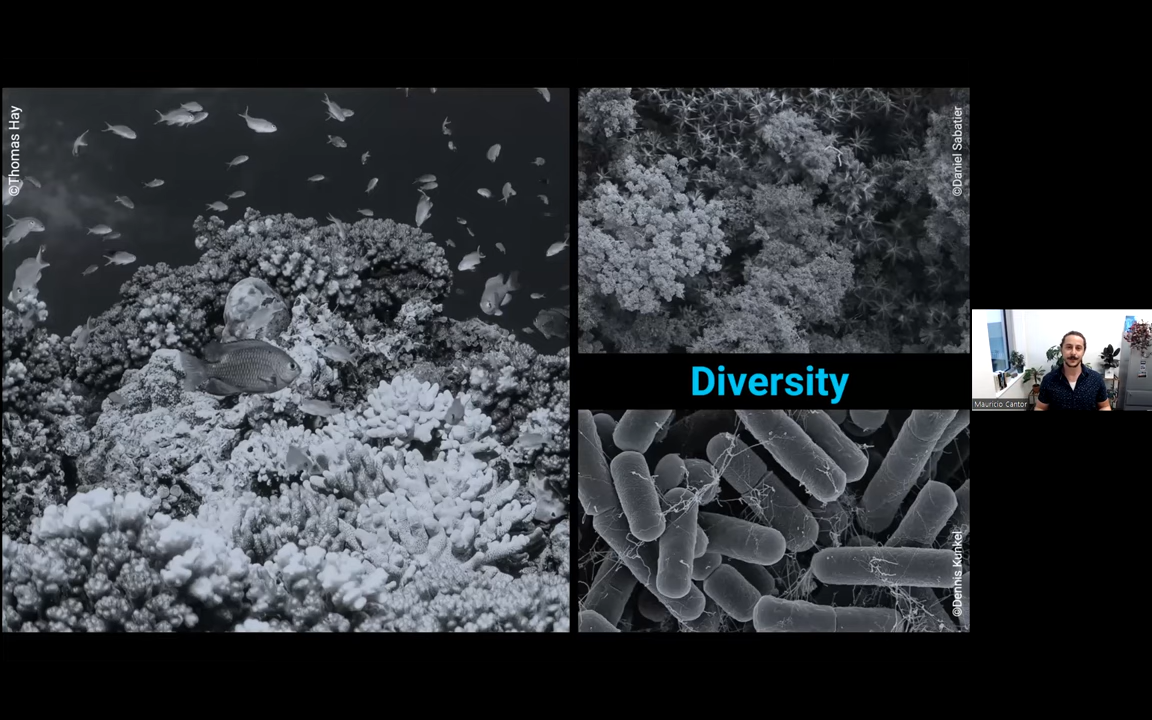 ©Thomas Hay
©Daniel Sabatier
Diversity
©Dennis Kunkel
Mauricio Cantor